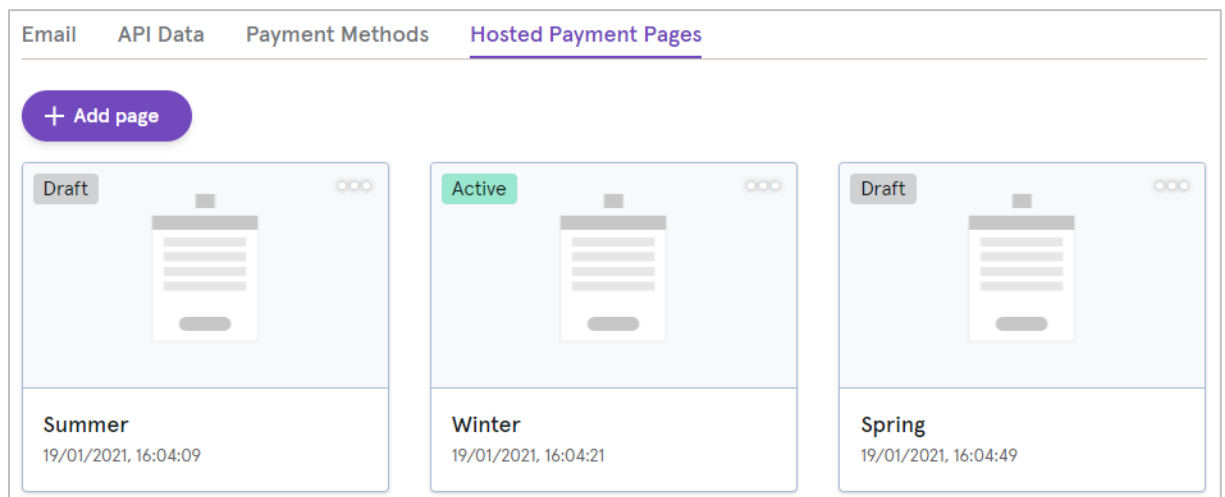 Email API Data Payment Methods Hosted Payment Pages
+ Add page
Draft
Active
Draft
Summer
19/01/2021, 16:04:09
Winter
19/01/2021, 16:04:21
Spring
19/01/2021, 16:04:49